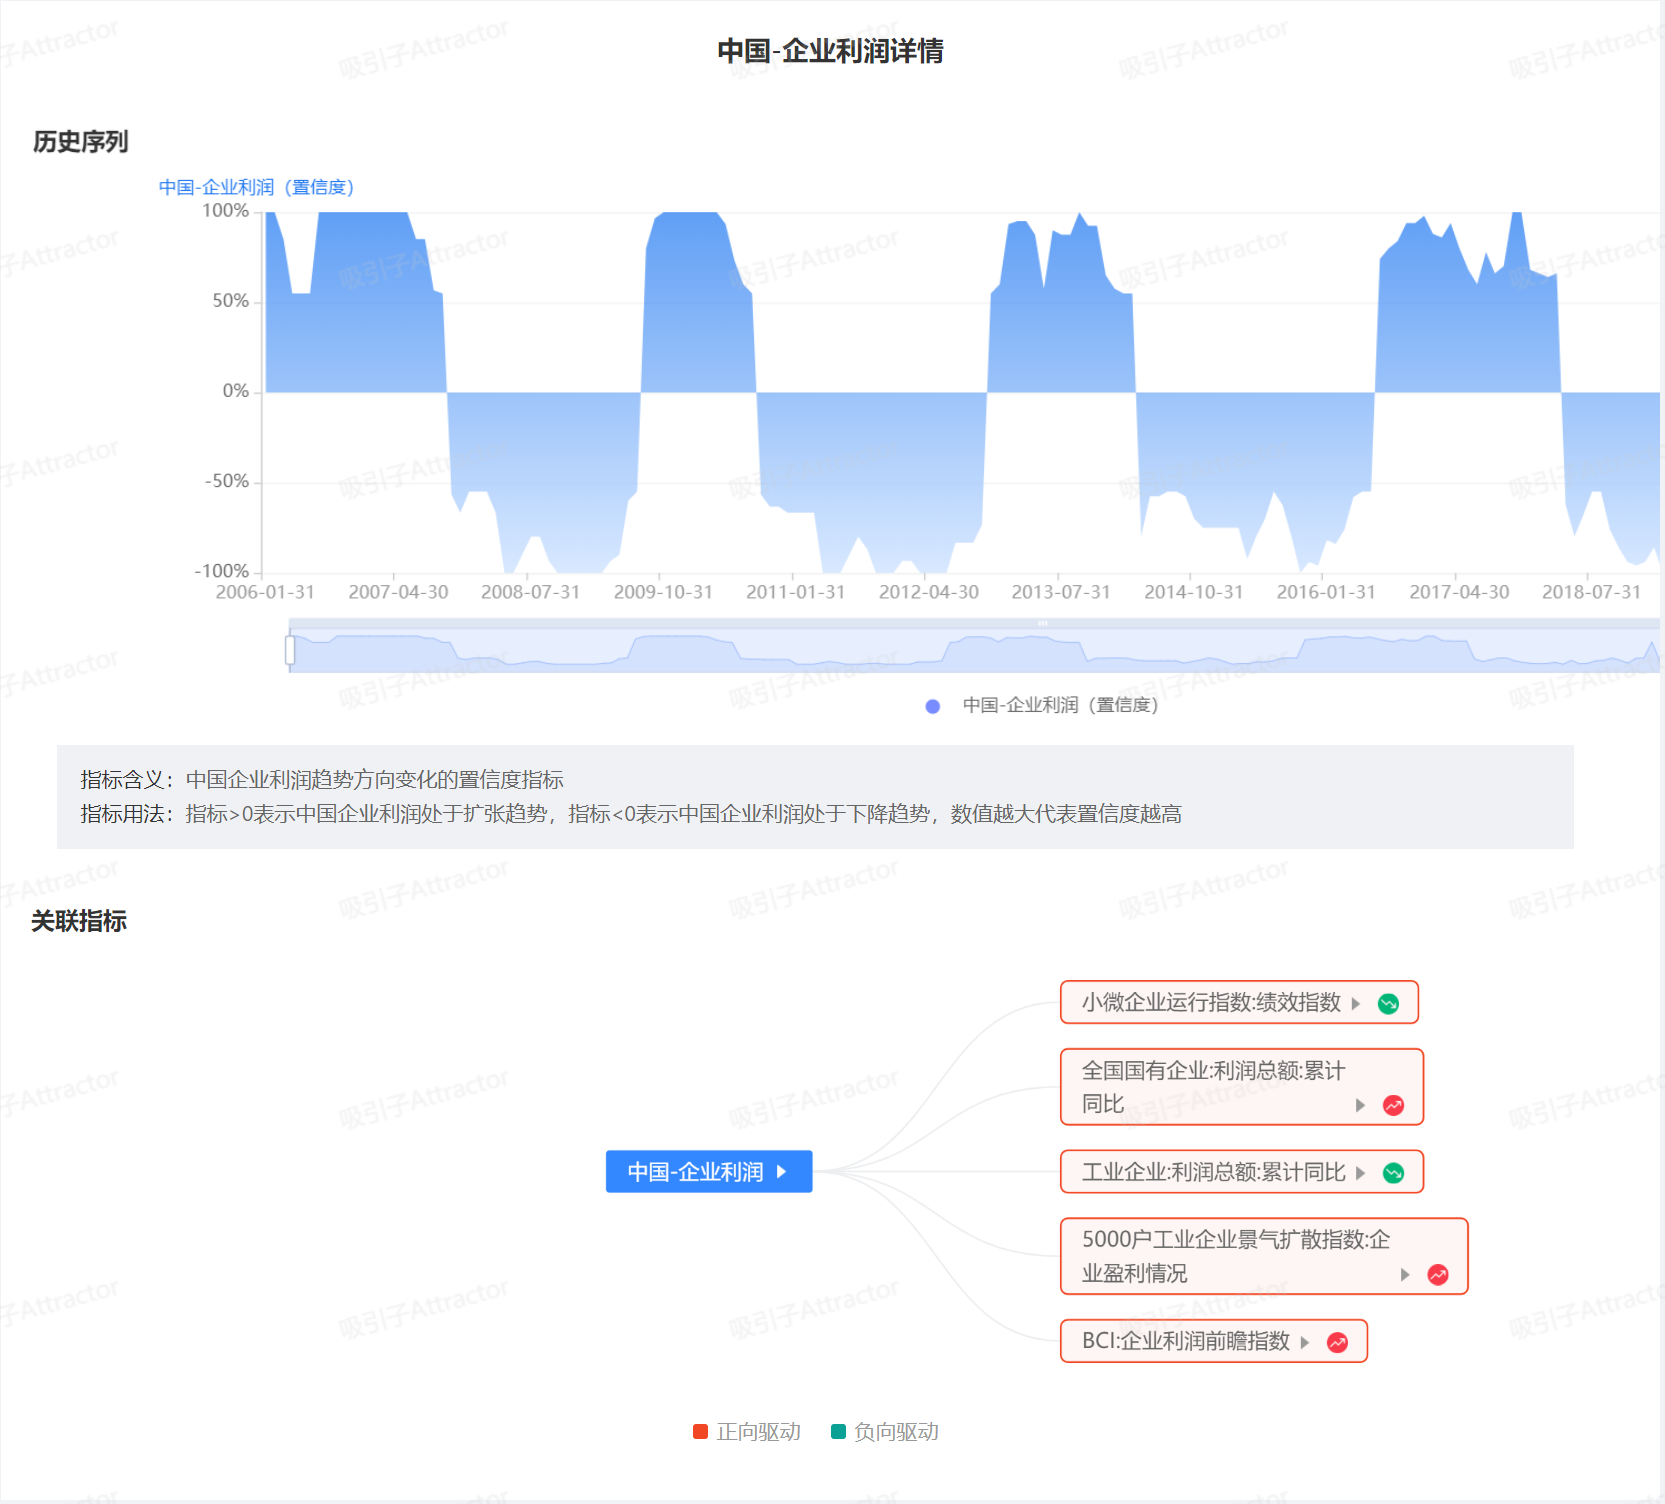 中国-企业利润详情
历史序列
中国-企业利润（置信度）
100%
50%
0%
-50%
-100%
2006-01-31 2007-04-30 2008-07-31 2009-10-31 2011-01-31 2012-04-30 2013-07-31 2014-10-31 2016-01-31 2017-04-30 2018-07-31
中国-企业利润（置信度）
指标含义：中国企业利润趋势方向变化的置信度指标
指标用法：指标>0表示中国企业利润处于扩张趋势，指标<0表示中国企业利润处于下降趋势，数值越大代表置信度越高
关联指标
小微企业运行指数:绩效指数
全国国有企业:利润总额:累计
同比
中国-企业利润
工业企业:利润总额:累计同比
5000户工业企业景气扩散指数:企
业盈利情况
BCI:企业利润前瞻指数
正向驱动 负向驱动
吸引子Attractor